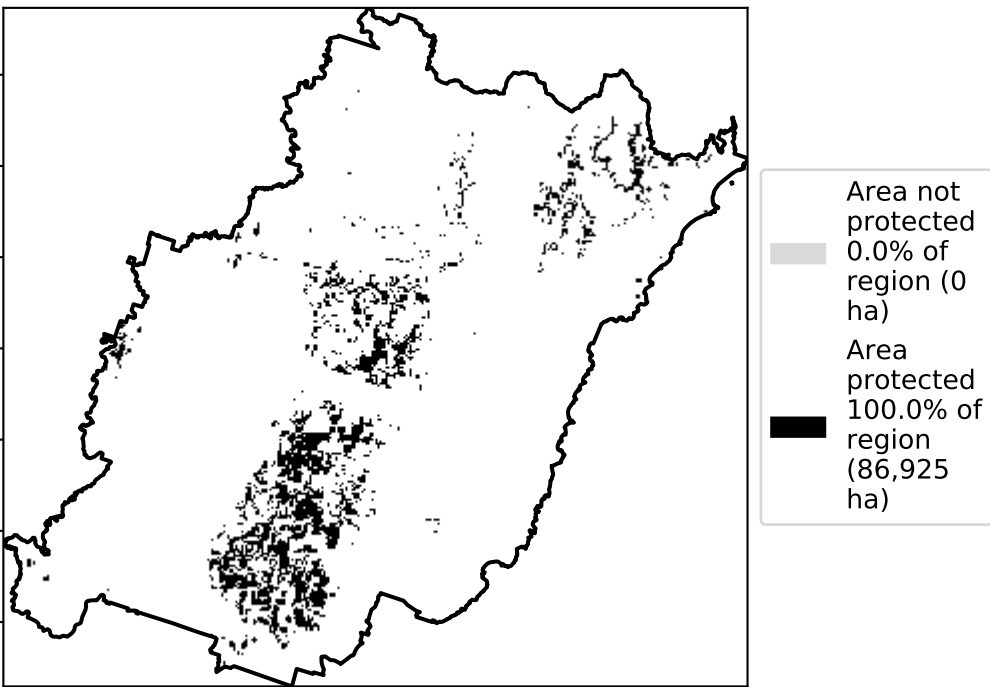 Area not
protected
0.0% of
region (0
ha)
Area
protected
100.0% of
region
(86,925
ha)